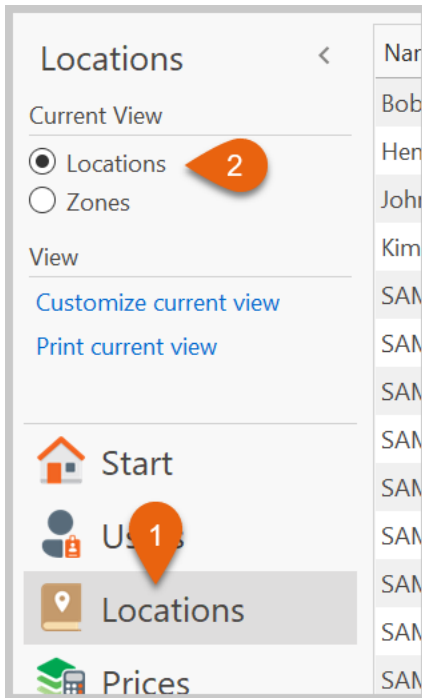 Locations
Current View
Locations
2
Zones
View
Customize current view
Print current view
Start
1
Locations
Prices
Nar
Bob
Hen
John
Kim
SAM
SAM
SAM
SAM
SAM
SAM
SAM
SAM
SAM